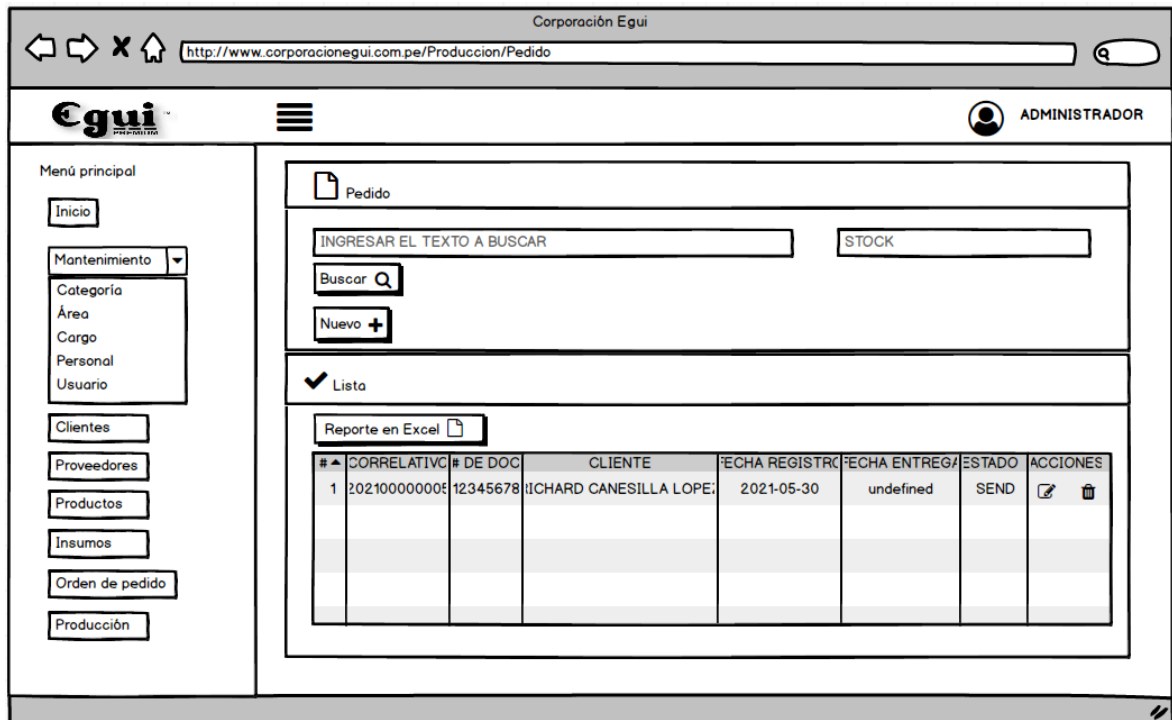 Corporación Egui
http://www..corporacionegui.com.pe/Produccion/Pedido
Egui
PREMIUM
ADMINISTRADOR
Menú principal
Inicio
Mantenimiento
Categoría
Área
Cargo
Personal
Usuario
Clientes
Proveedores
Productos
Insumos
Orden de pedido
Producción
Pedido
INGRESAR EL TEXTO A BUSCAR STOCK
Buscar
Nuevo +
Lista
Reporte en Excel
# CORRELATIVO # DE DOC CLIENTE FECHA REGISTRO FECHA ENTREGA ESTADO ACCIONES
1 202100000005 12345678 RICHARD CANESILLA LOPEZ 2021-05-30 undefined SEND